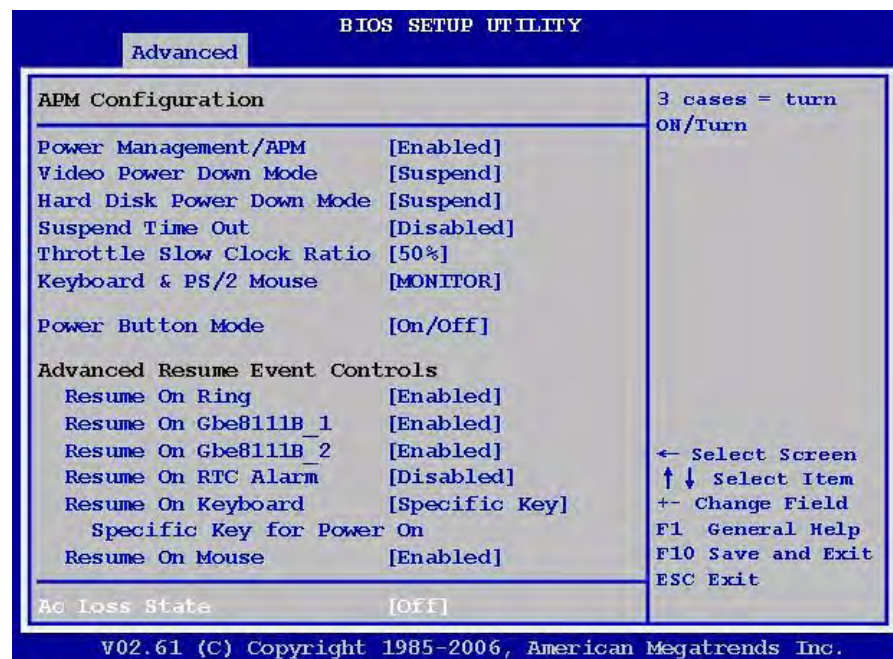 BIOS SETUP UTILITY
Advanced
APM Configuration
Power Management/APM [Enabled]
Video Power Down Mode [Suspend]
Hard Disk Power Down Mode [Suspend]
Suspend Time Out [Disabled]
Throttle Slow Clock Ratio [50%]
Keyboard & PS/2 Mouse [MONITOR]
Power Button Mode [On/Off]
Advanced Resume Event Controls
Resume On Ring [Enabled]
Resume On Gbe8111B_1 [Enabled]
Resume On Gbe8111B_2 [Enabled]
Resume On RTC Alarm [Disabled]
Resume On Keyboard [Specific Key]
Specific Key for Power On
Resume On Mouse [Enabled]
Ac Loss State [Off]
3 cases = turn
ON/Turn
← Select Screen
↑↓ Select Item
+- Change Field
F1 General Help
F10 Save and Exit
ESC Exit
V02.61 (C) Copyright 1985-2006, American Megatrends Inc.